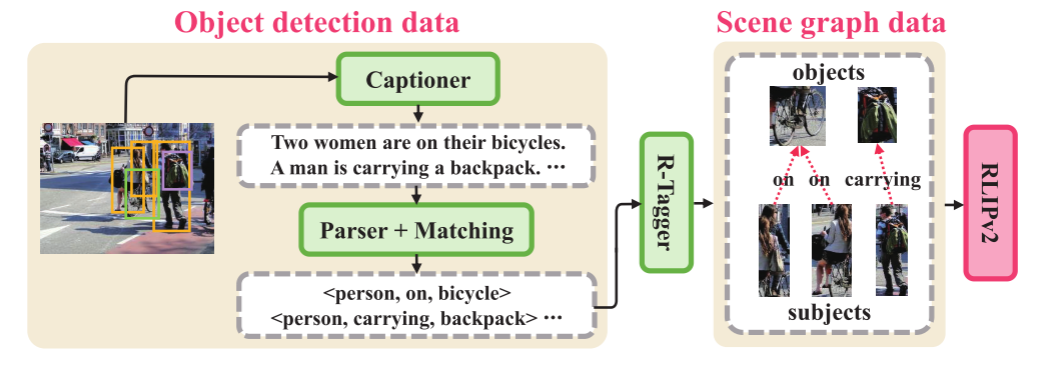 Object detection data
Scene graph data
Captioner
Two women are on their bicycles.
A man is carrying a backpack. ···
Parser + Matching
<person, on, bicycle>
<person, carrying, backpack> ···
R-Tagger
objects
on on carrying
subjects
RLIPv2